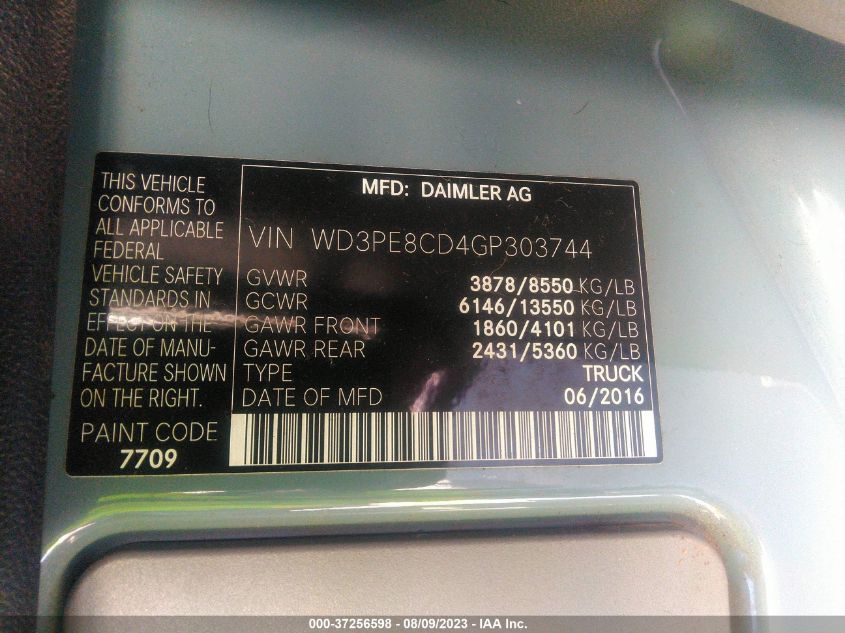 THIS VEHICLE
CONFORMS TO
ALL APPLICABLE
FEDERAL
VEHICLE SAFETY
STANDARDS IN
EFFECT ON THE
DATE OF MANU-
FACTURE SHOWN
ON THE RIGHT.
PAINT CODE
7709
MFD: DAIMLER AG
VIN WD3PE8CD4GP303744
GVWR 3878/8550 KG/LB
GCWR 6146/13550 KG/LB
GAWR FRONT 1860/4101 KG/LB
GAWR REAR 2431/5360 KG/LB
TYPE TRUCK
DATE OF MFD 06/2016
000-37256598 - 08/09/2023 - IAA Inc.